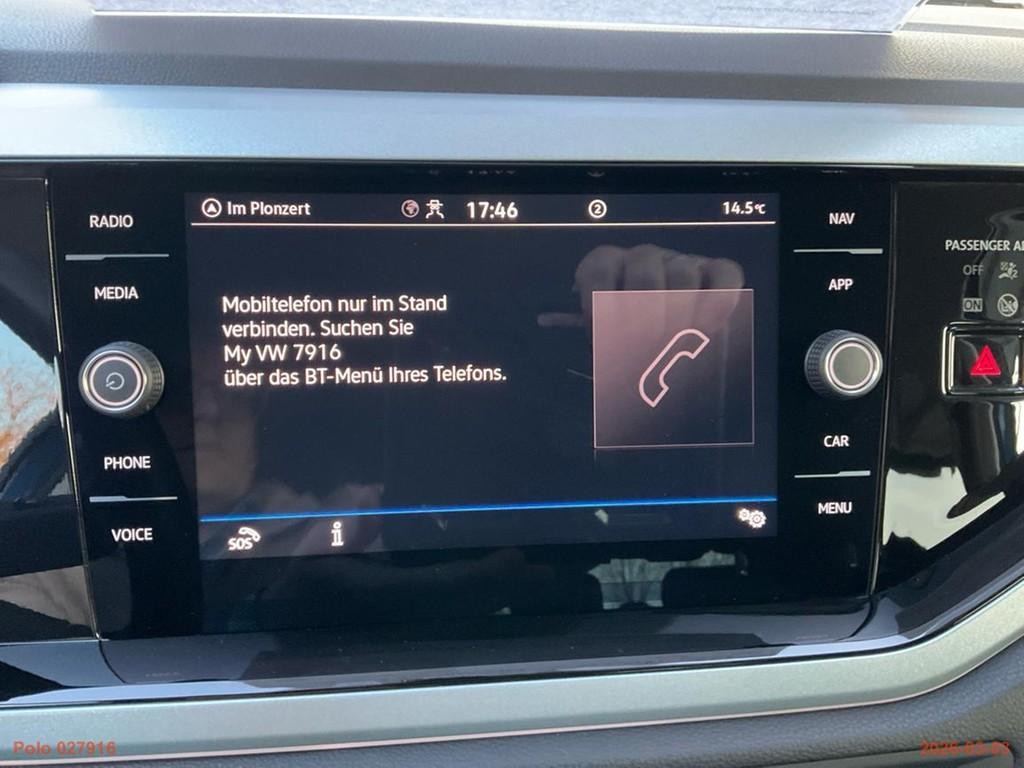 RADIO
MEDIA
PHONE
VOICE
Im Plonzert
17:46
2
14.5°C
Mobiltelefon nur im Stand
verbinden. Suchen Sie
My VW 7916
über das BT-Menü Ihres Telefons.
SOS
i
NAV
APP
CAR
MENU
PASSENGER
OFF
2
ON
Polo 027916